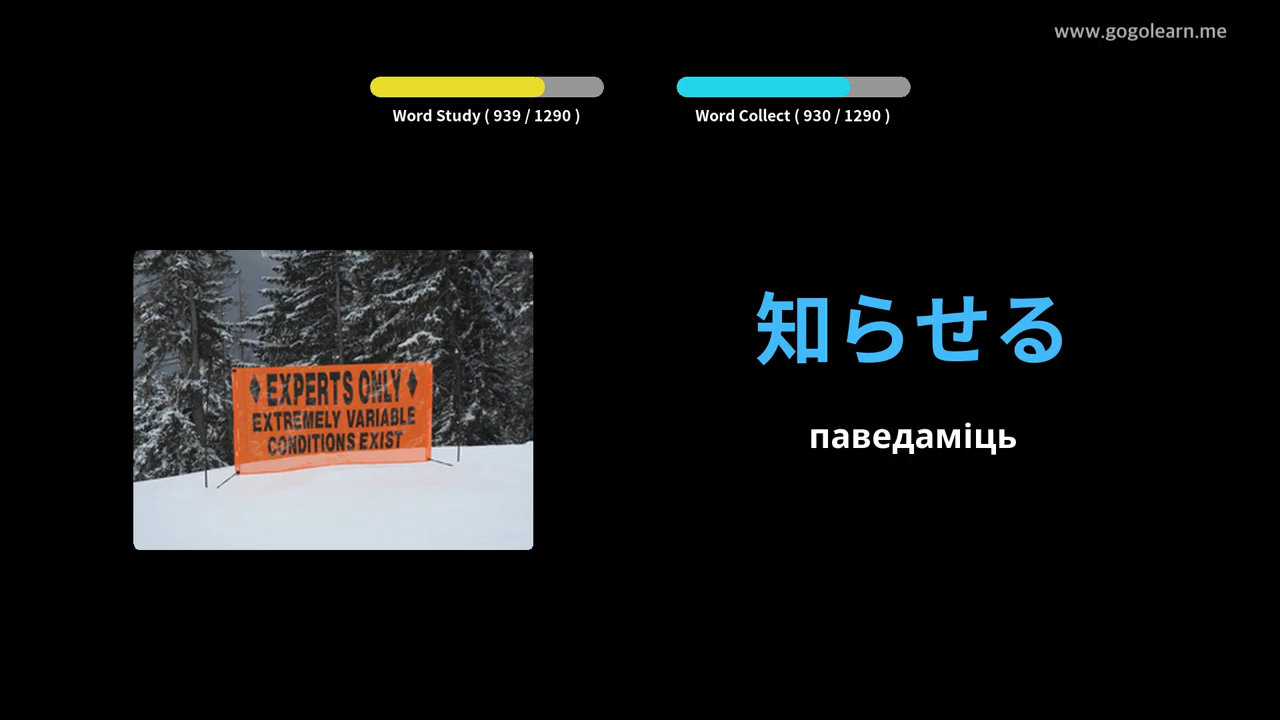 www.gogolearn.me
Word Study ( 939 / 1290 )
Word Collect ( 930 / 1290 )
EXPERTS ONLY
EXTREMELY VARIABLE
CONDITIONS EXIST
知らせる
паведаміць